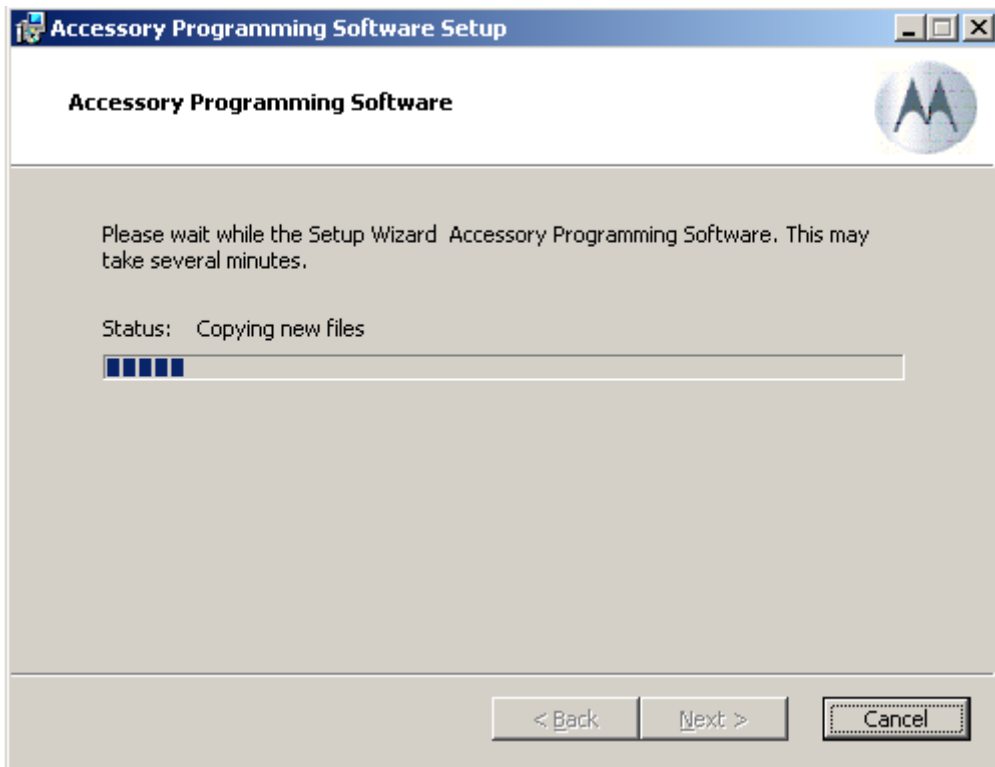 Accessory Programming Software Setup
Accessory Programming Software
Please wait while the Setup Wizard  Accessory Programming Software. This may
take several minutes.
Status: Copying new files
< Back Next > Cancel